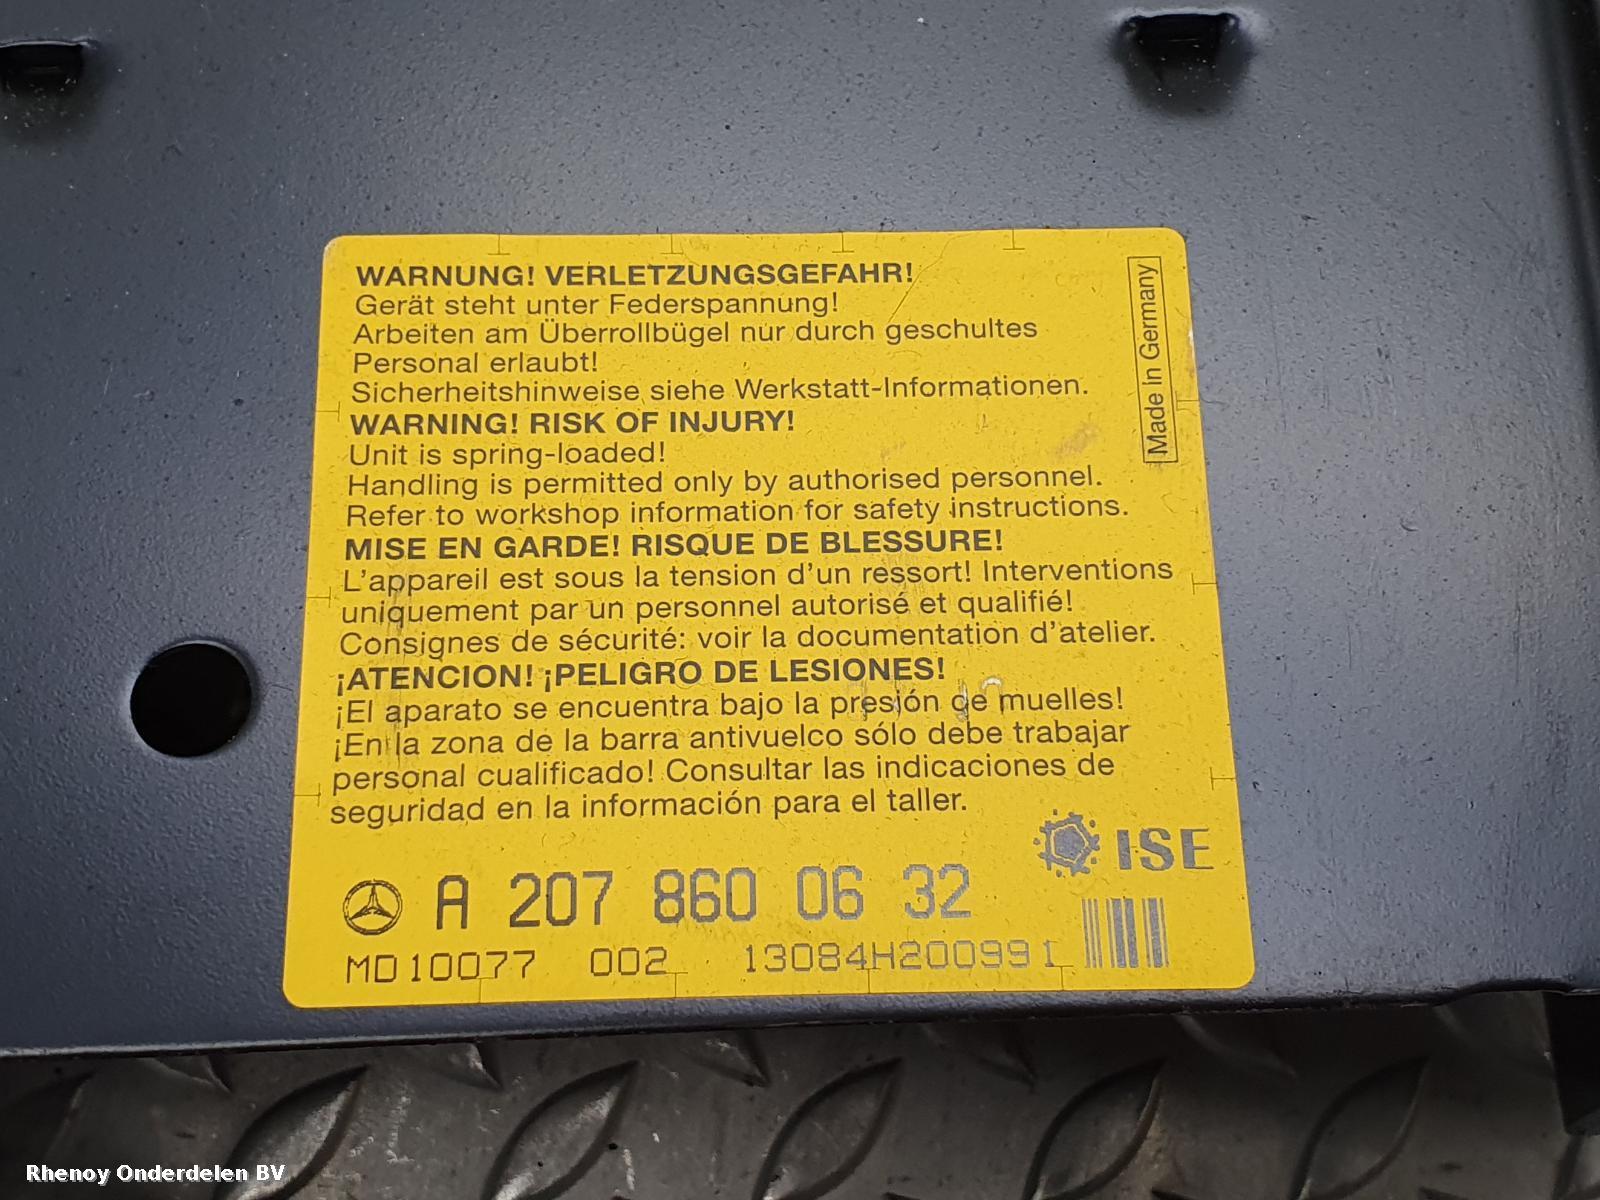 WARNUNG! VERLETZUNGSGEFAHR!
Gerät steht unter Federspannung!
Arbeiten am Überrollbügel nur durch geschultes
Personal erlaubt!
Sicherheitshinweise siehe Werkstatt-Informationen.
Made in Germany
WARNING! RISK OF INJURY!
Unit is spring-loaded!
Handling is permitted only by authorised personnel.
Refer to workshop information for safety instructions.
MISE EN GARDE! RISQUE DE BLESSURE!
L'appareil est sous la tension d'un ressort! Interventions
uniquement par un personnel autorisé et qualifié!
Consignes de sécurité: voir la documentation d'atelier.
¡ATENCION! ¡PELIGRO DE LESIONES!
¡El aparato se encuentra bajo la presión de muelles!
¡En la zona de la barra antivuelco sólo debe trabajar
personal cualificado! Consultar las indicaciones de
seguridad en la información para el taller.
ISE
A 207 860 06 32
MD10077 002 13084H200991
Rhenoy Onderdelen BV